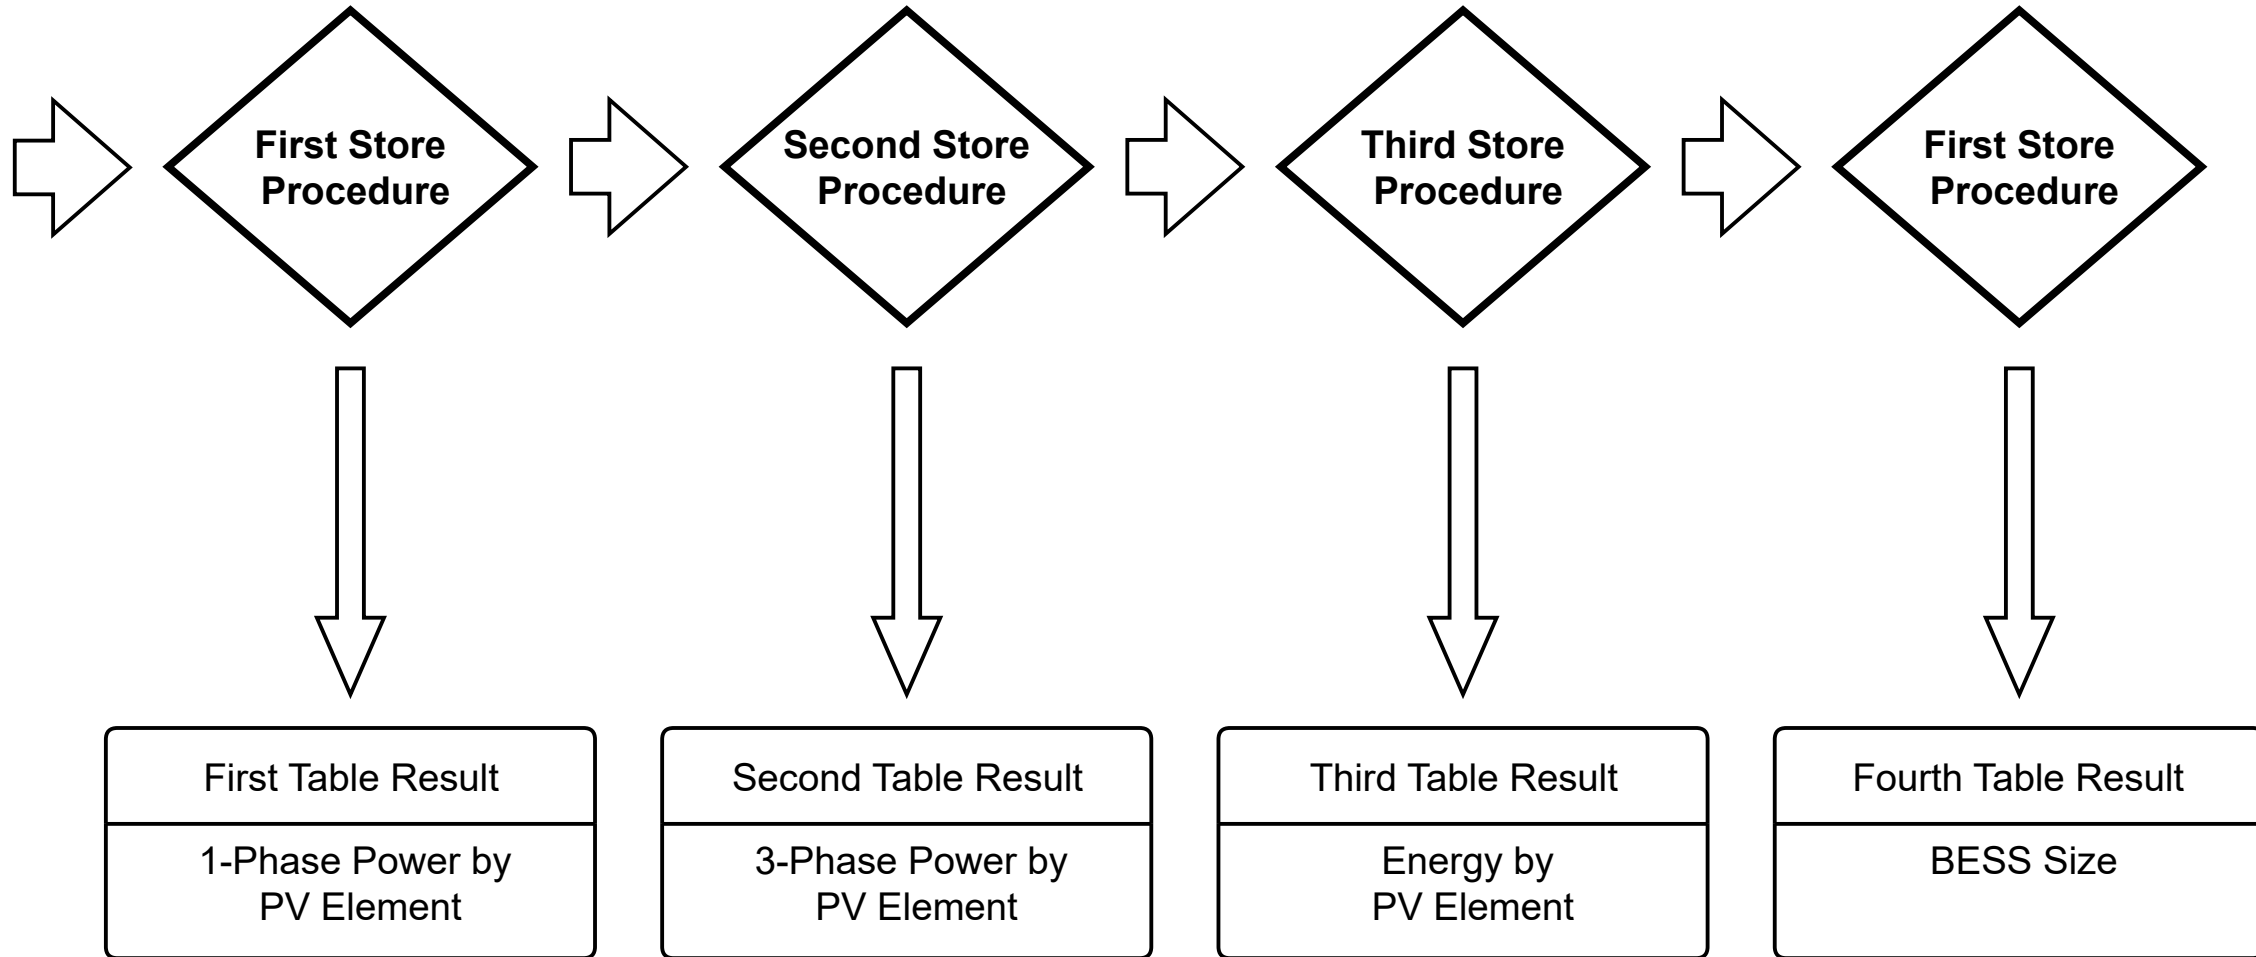 First Store
Procedure
Second Store
Procedure
Third Store
Procedure
First Store
Procedure
First Table Result
1-Phase Power by
PV Element
Second Table Result
3-Phase Power by
PV Element
Third Table Result
Energy by
PV Element
Fourth Table Result
BESS Size